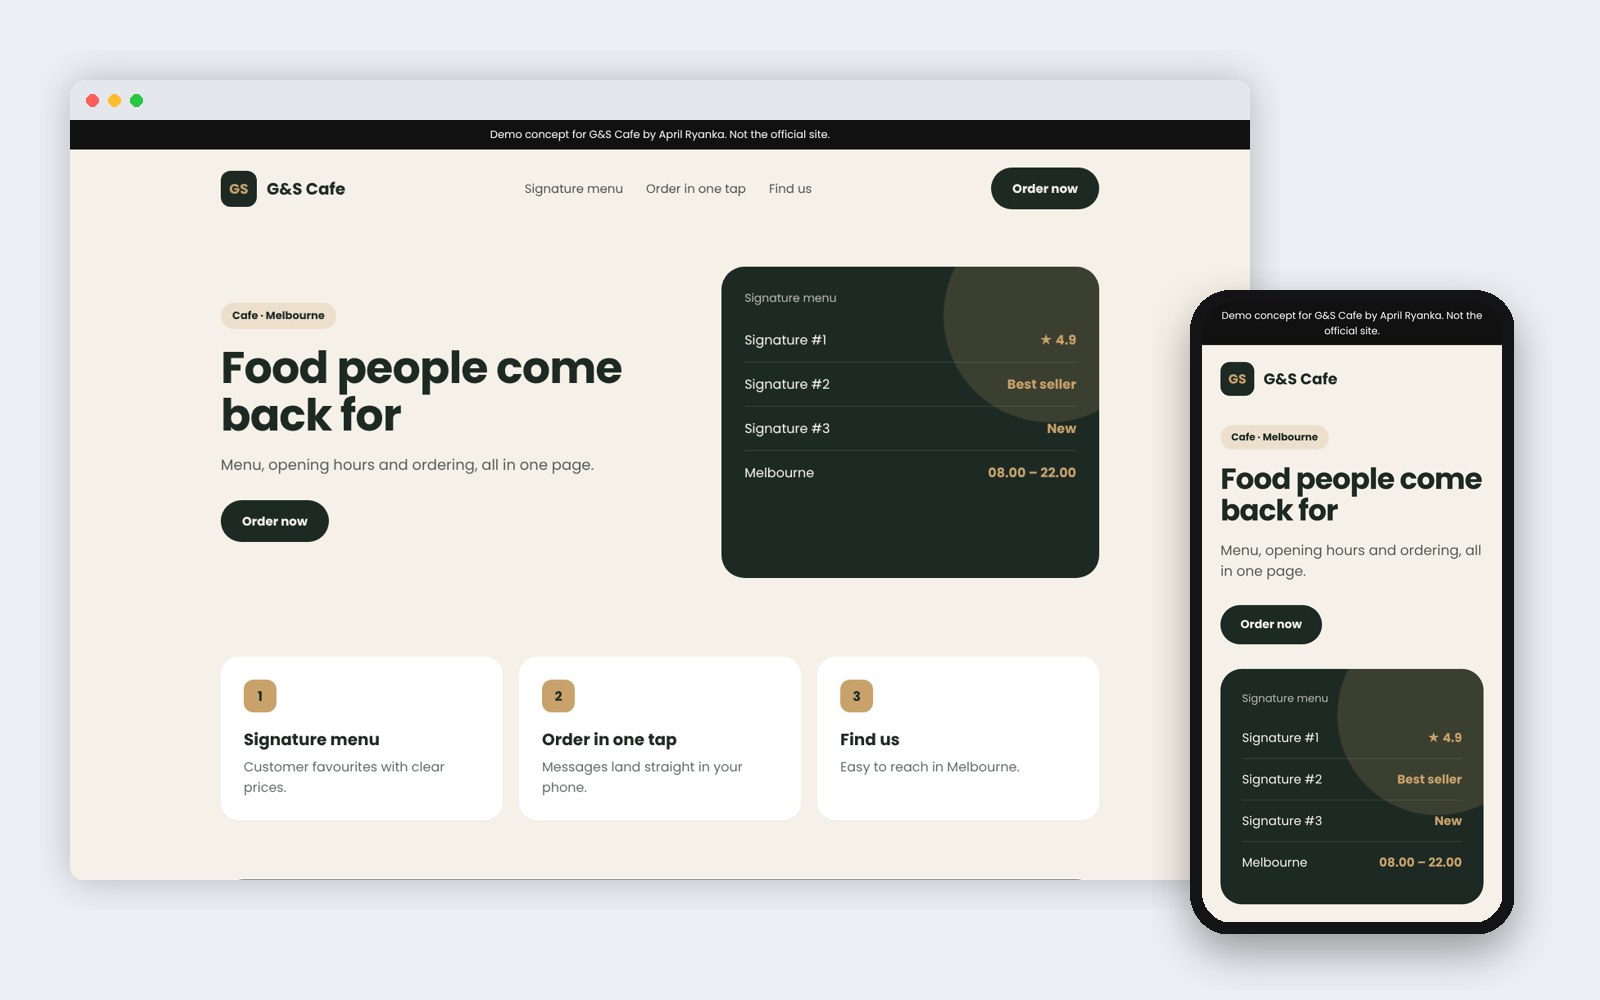 Demo concept for G&S Cafe by April Ryanka. Not the official site.
GS G&S Cafe
Signature menu Order in one tap Find us
Order now
Cafe · Melbourne
Food people come
back for
Menu, opening hours and ordering, all in one page.
Order now
Signature menu
Signature #1 ★ 4.9
Signature #2 Best seller
Signature #3 New
Melbourne 08.00 – 22.00
1
Signature menu
Customer favourites with clear
prices.
2
Order in one tap
Messages land straight in your
phone.
3
Find us
Easy to reach in Melbourne.
Demo concept for G&S Cafe by April Ryanka. Not the
official site.
GS G&S Cafe
Cafe · Melbourne
Food people come
back for
Menu, opening hours and ordering, all
in one page.
Order now
Signature menu
Signature #1 ★ 4.9
Signature #2 Best seller
Signature #3 New
Melbourne 08.00 – 22.00